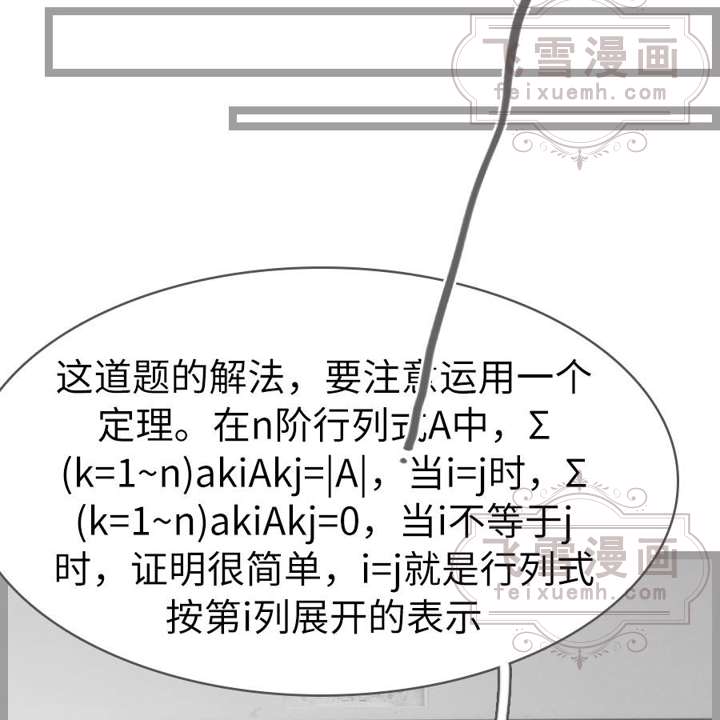 飞雪漫画
feixuemh.com
这道题的解法，要注意运用一个
定理。在n阶行列式A中，Σ
(k=1~n)akiAkj=|A|，当i=j时，Σ
(k=1~n)akiAkj=0，当i不等于j
时，证明很简单，i=j就是行列式
按第i列展开的表示
飞雪漫画
feixuemh.com